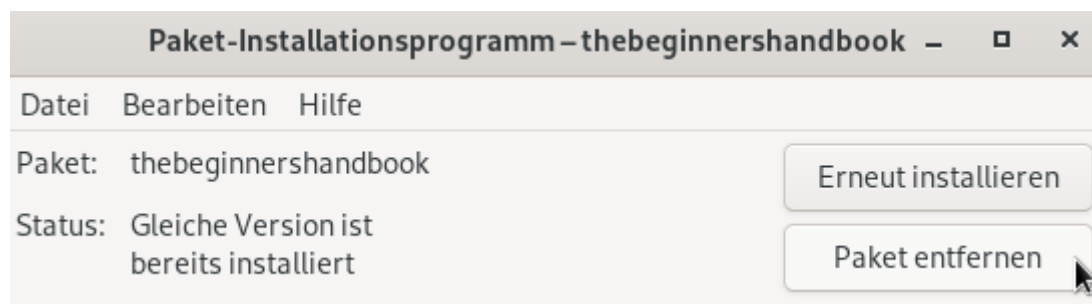 Paket-Installationsprogramm – thebeginnershandbook
Datei Bearbeiten Hilfe
Paket: thebeginnershandbook
Erneut installieren
Status: Gleiche Version ist
bereits installiert
Paket entfernen